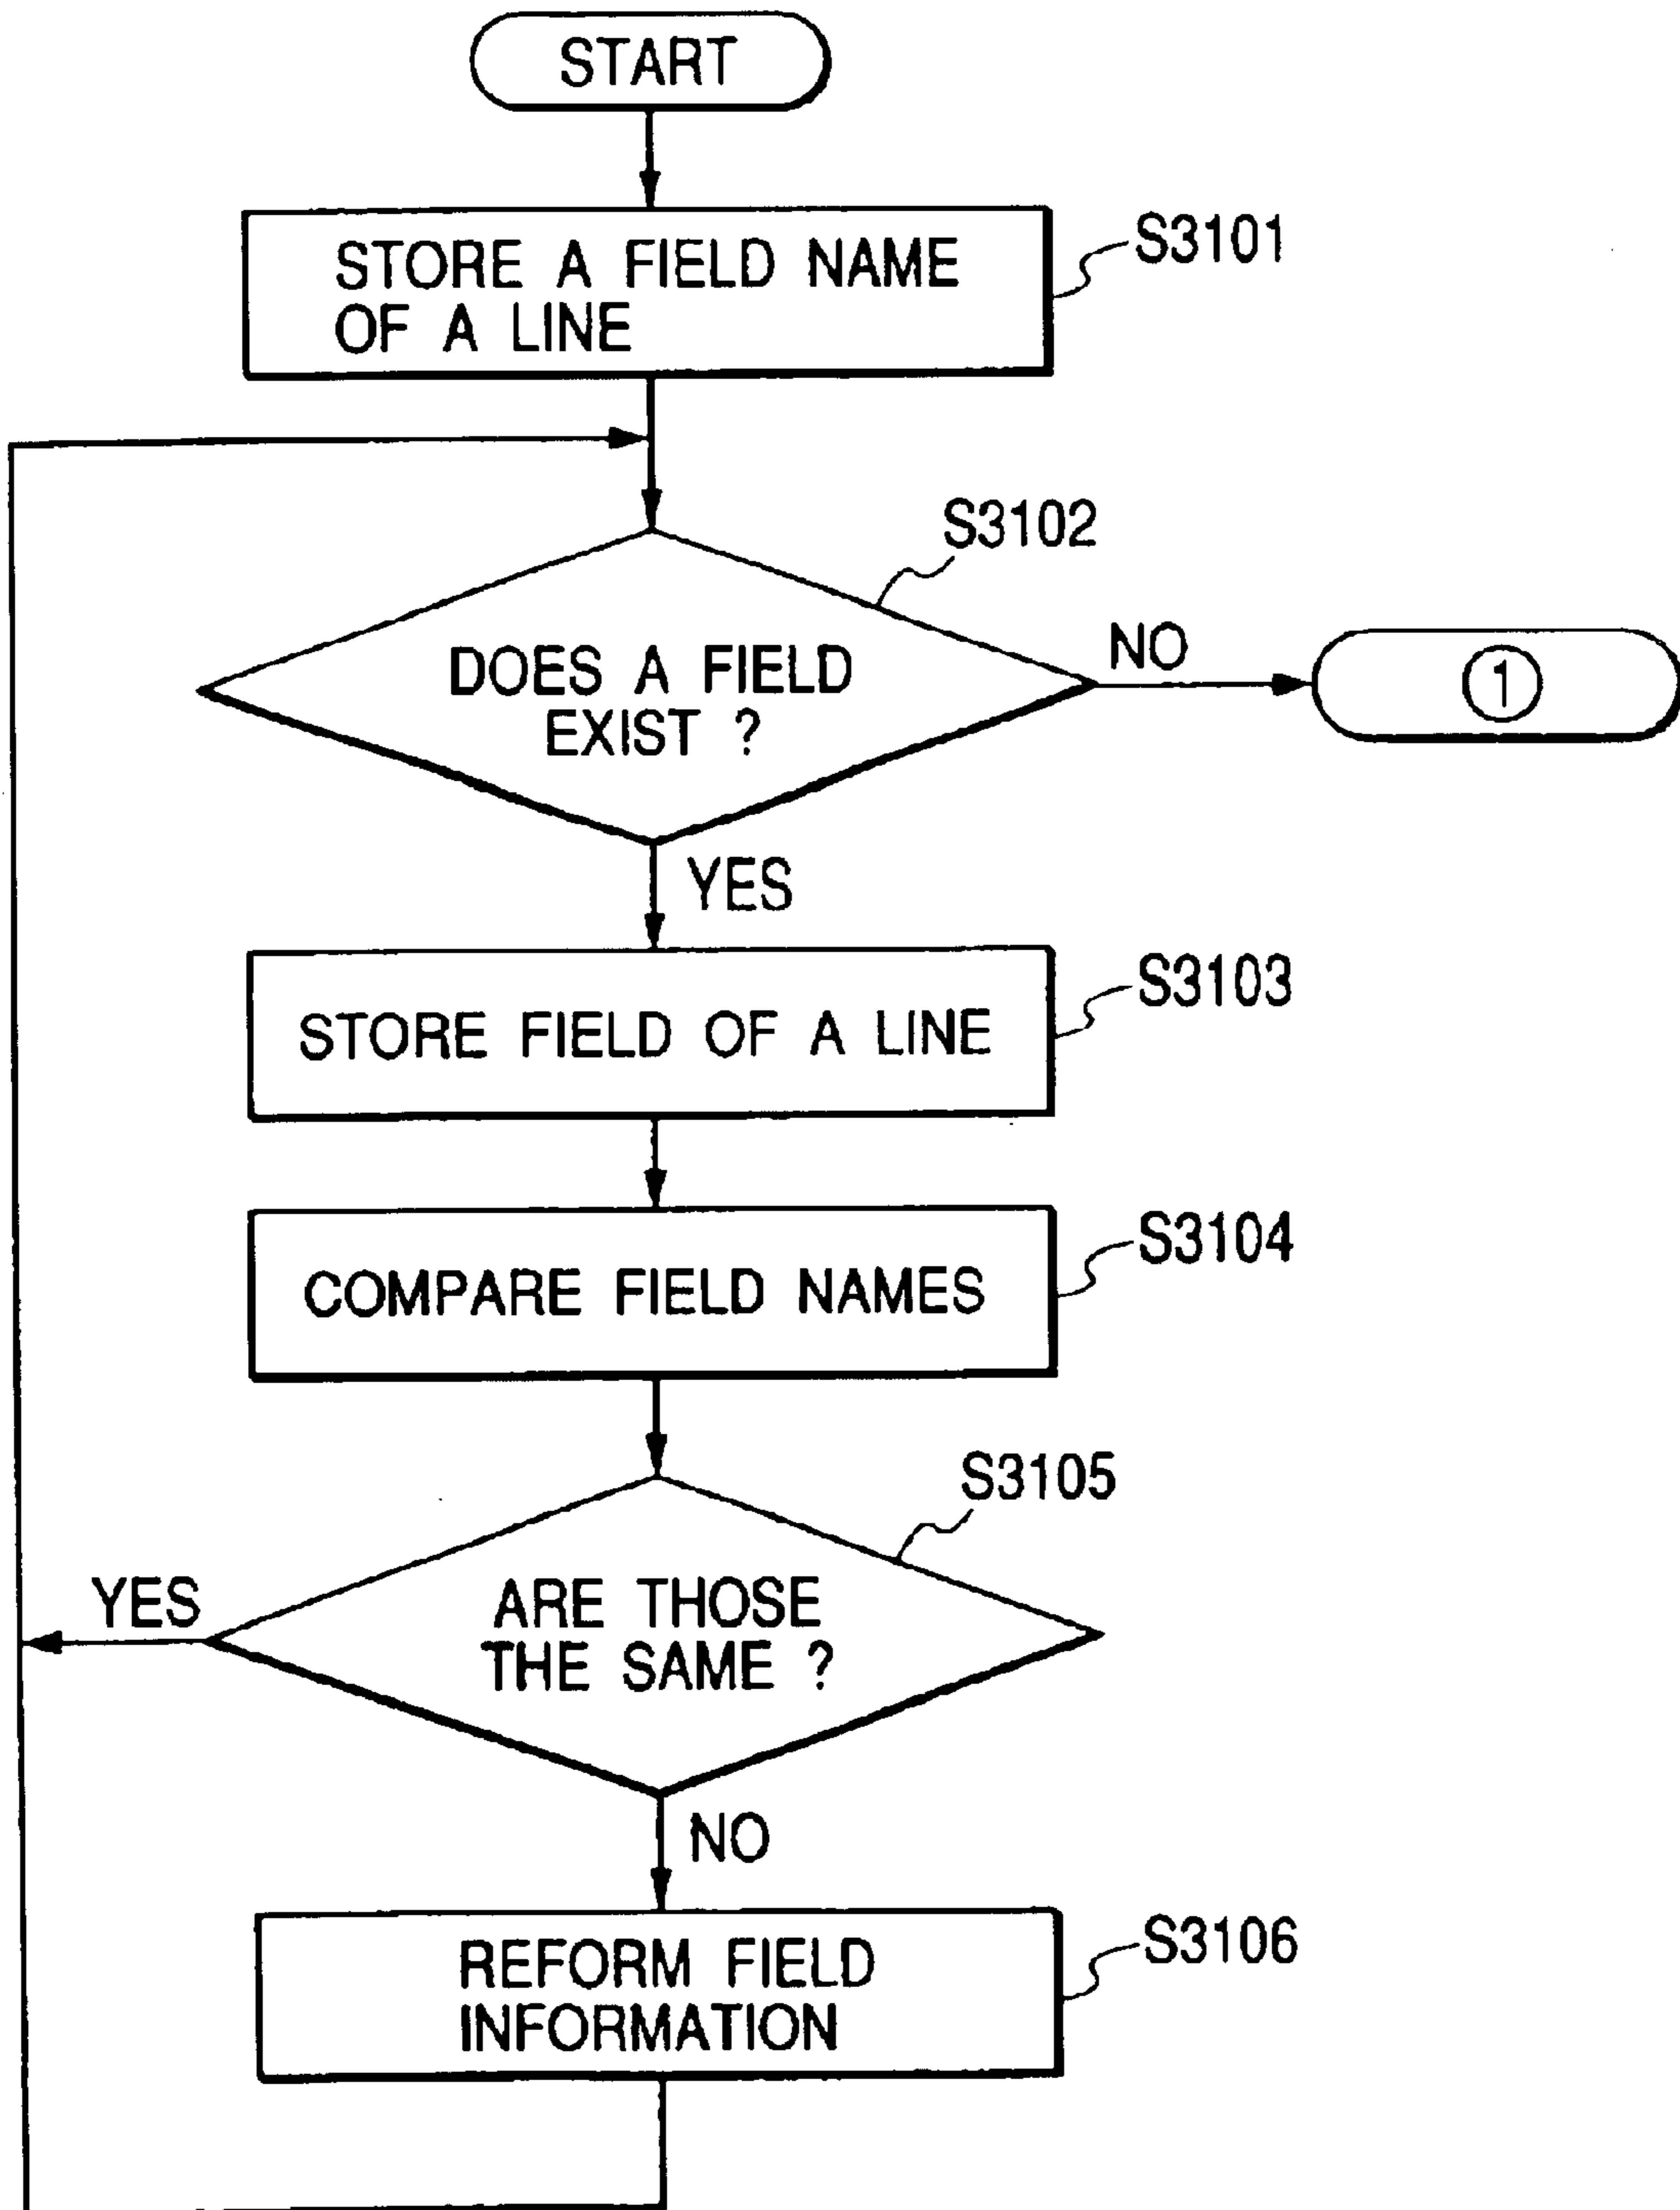 START
STORE A FIELD NAME
OF A LINE
S3101
S3102
DOES A FIELD
EXIST ?
NO
1
YES
S3103
STORE FIELD OF A LINE
S3104
COMPARE FIELD NAMES
S3105
YES
ARE THOSE
THE SAME ?
NO
S3106
REFORM FIELD
INFORMATION